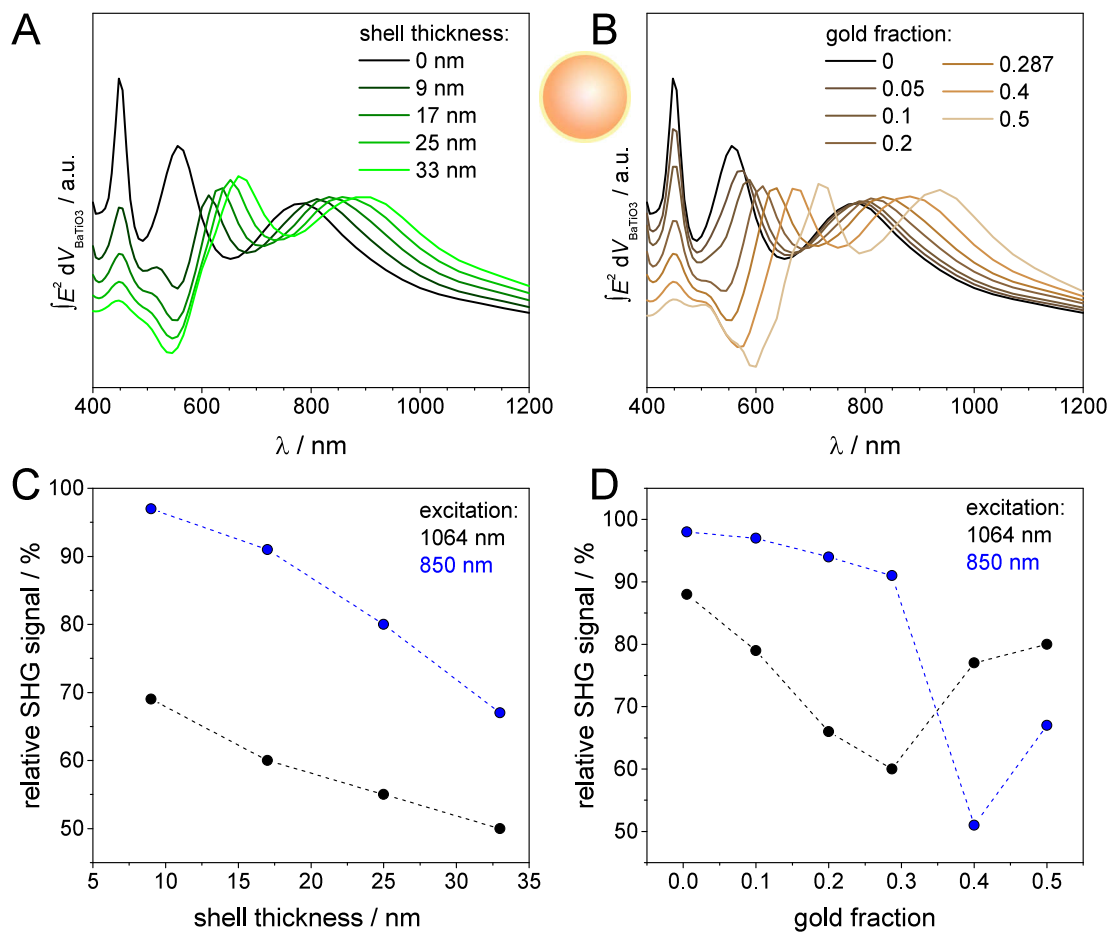 A
shell thickness:
0 nm
9 nm
17 nm
25 nm
33 nm
∫E² dV BaTiO3 / a.u.
400 600 800 1000 1200
λ / nm
B
gold fraction:
0
0.05
0.1
0.2
0.287
0.4
0.5
∫E² dV BaTiO3 / a.u.
400 600 800 1000 1200
λ / nm
C
excitation:
1064 nm
850 nm
relative SHG signal / %
100
90
80
70
60
50
5 10 15 20 25 30 35
shell thickness / nm
D
excitation:
1064 nm
850 nm
relative SHG signal / %
100
90
80
70
60
50
0.0 0.1 0.2 0.3 0.4 0.5
gold fraction